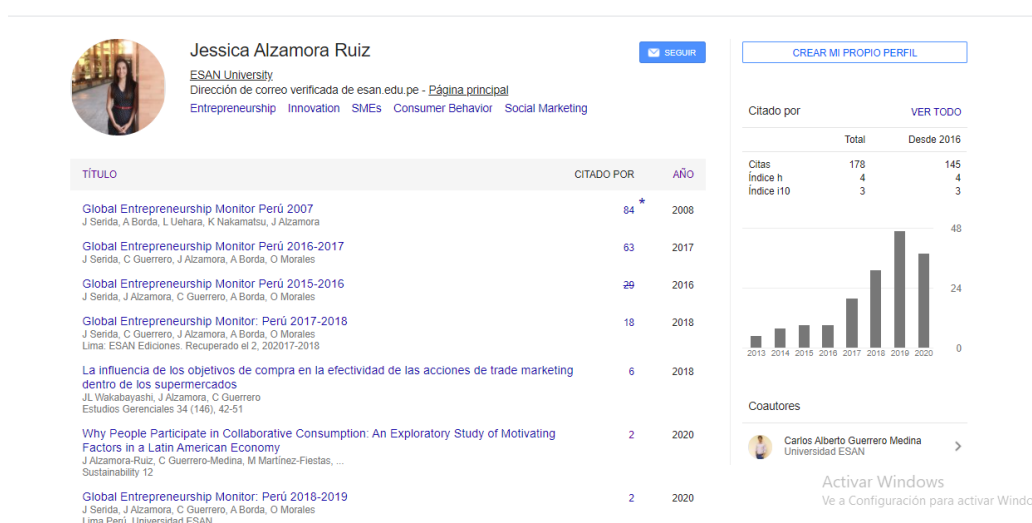 Jessica Alzamora Ruiz
SEGUIR
ESAN University
Dirección de correo verificada de esan.edu.pe - Página principal
Entrepreneurship Innovation SMEs Consumer Behavior Social Marketing
TÍTULO CITADO POR AÑO
Global Entrepreneurship Monitor Perú 2007 84 * 2008
J Serida, A Borda, L Uehara, K Nakamatsu, J Alzamora
Global Entrepreneurship Monitor Perú 2016-2017 63 2017
J Serida, C Guerrero, J Alzamora, A Borda, O Morales
Global Entrepreneurship Monitor Perú 2015-2016 29 2016
J Serida, J Alzamora, C Guerrero, A Borda, O Morales
Global Entrepreneurship Monitor: Perú 2017-2018 18 2018
J Serida, C Guerrero, J Alzamora, A Borda, O Morales
Lima: ESAN Ediciones. Recuperado el 2, 202017-2018
La influencia de los objetivos de compra en la efectividad de las acciones de trade marketing 6 2018
dentro de los supermercados
JL Wakabayashi, J Alzamora, C Guerrero
Estudios Gerenciales 34 (146), 42-51
Why People Participate in Collaborative Consumption: An Exploratory Study of Motivating 2 2020
Factors in a Latin American Economy
J Alzamora-Ruiz, C Guerrero-Medina, M Martínez-Fiestas, ...
Sustainability 12
Global Entrepreneurship Monitor: Perú 2018-2019 2 2020
J Serida, J Alzamora, C Guerrero, A Borda, O Morales
Lima Perú. Universidad ESAN
CREAR MI PROPIO PERFIL
Citado por VER TODO
Total Desde 2016
Citas 178 145
Índice h 4 4
Índice i10 3 3
48
24
0
2013 2014 2015 2016 2017 2018 2019 2020
Coautores
Carlos Alberto Guerrero Medina
Universidad ESAN
Activar Windows
Ve a Configuración para activar Windo